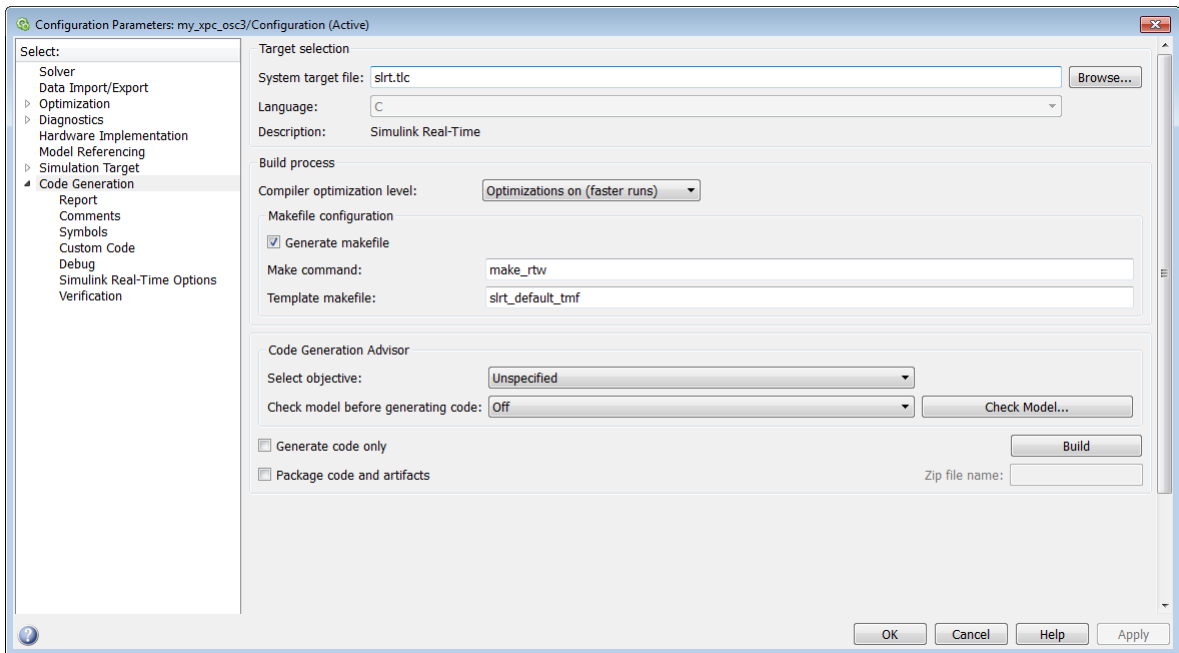 Configuration Parameters: my_xpc_osc3/Configuration (Active)
Select:
Solver
Data Import/Export
Optimization
Diagnostics
Hardware Implementation
Model Referencing
Simulation Target
Code Generation
Report
Comments
Symbols
Custom Code
Debug
Simulink Real-Time Options
Verification
Target selection
System target file: slrt.tlc Browse...
Language: C
Description: Simulink Real-Time
Build process
Compiler optimization level: Optimizations on (faster runs)
Makefile configuration
Generate makefile
Make command: make_rtw
Template makefile: slrt_default_tmf
Code Generation Advisor
Select objective: Unspecified
Check model before generating code: Off Check Model...
Generate code only Build
Package code and artifacts Zip file name:
OK Cancel Help Apply